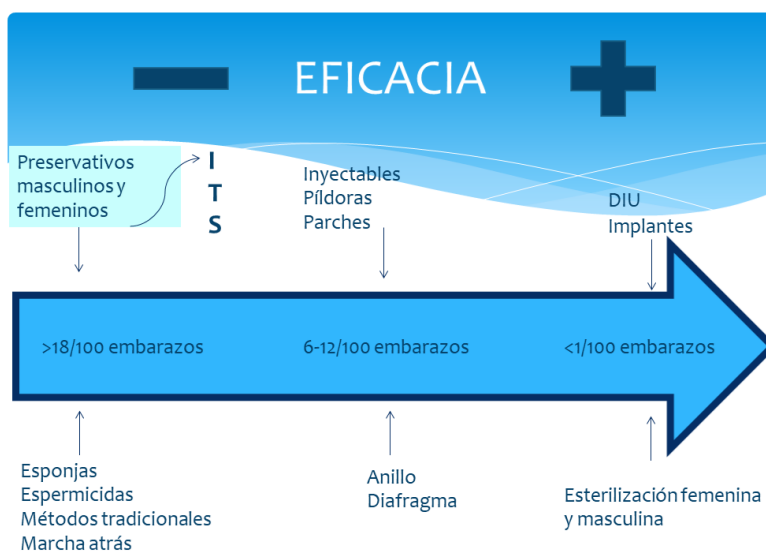 EFICACIA
Preservativos
masculinos y
femeninos
I
T
S
Inyectables
Píldoras
Parches
DIU
Implantes
>18/100 embarazos
6-12/100 embarazos
<1/100 embarazos
Esponjas
Espermicidas
Métodos tradicionales
Marcha atrás
Anillo
Diafragma
Esterilización femenina
y masculina